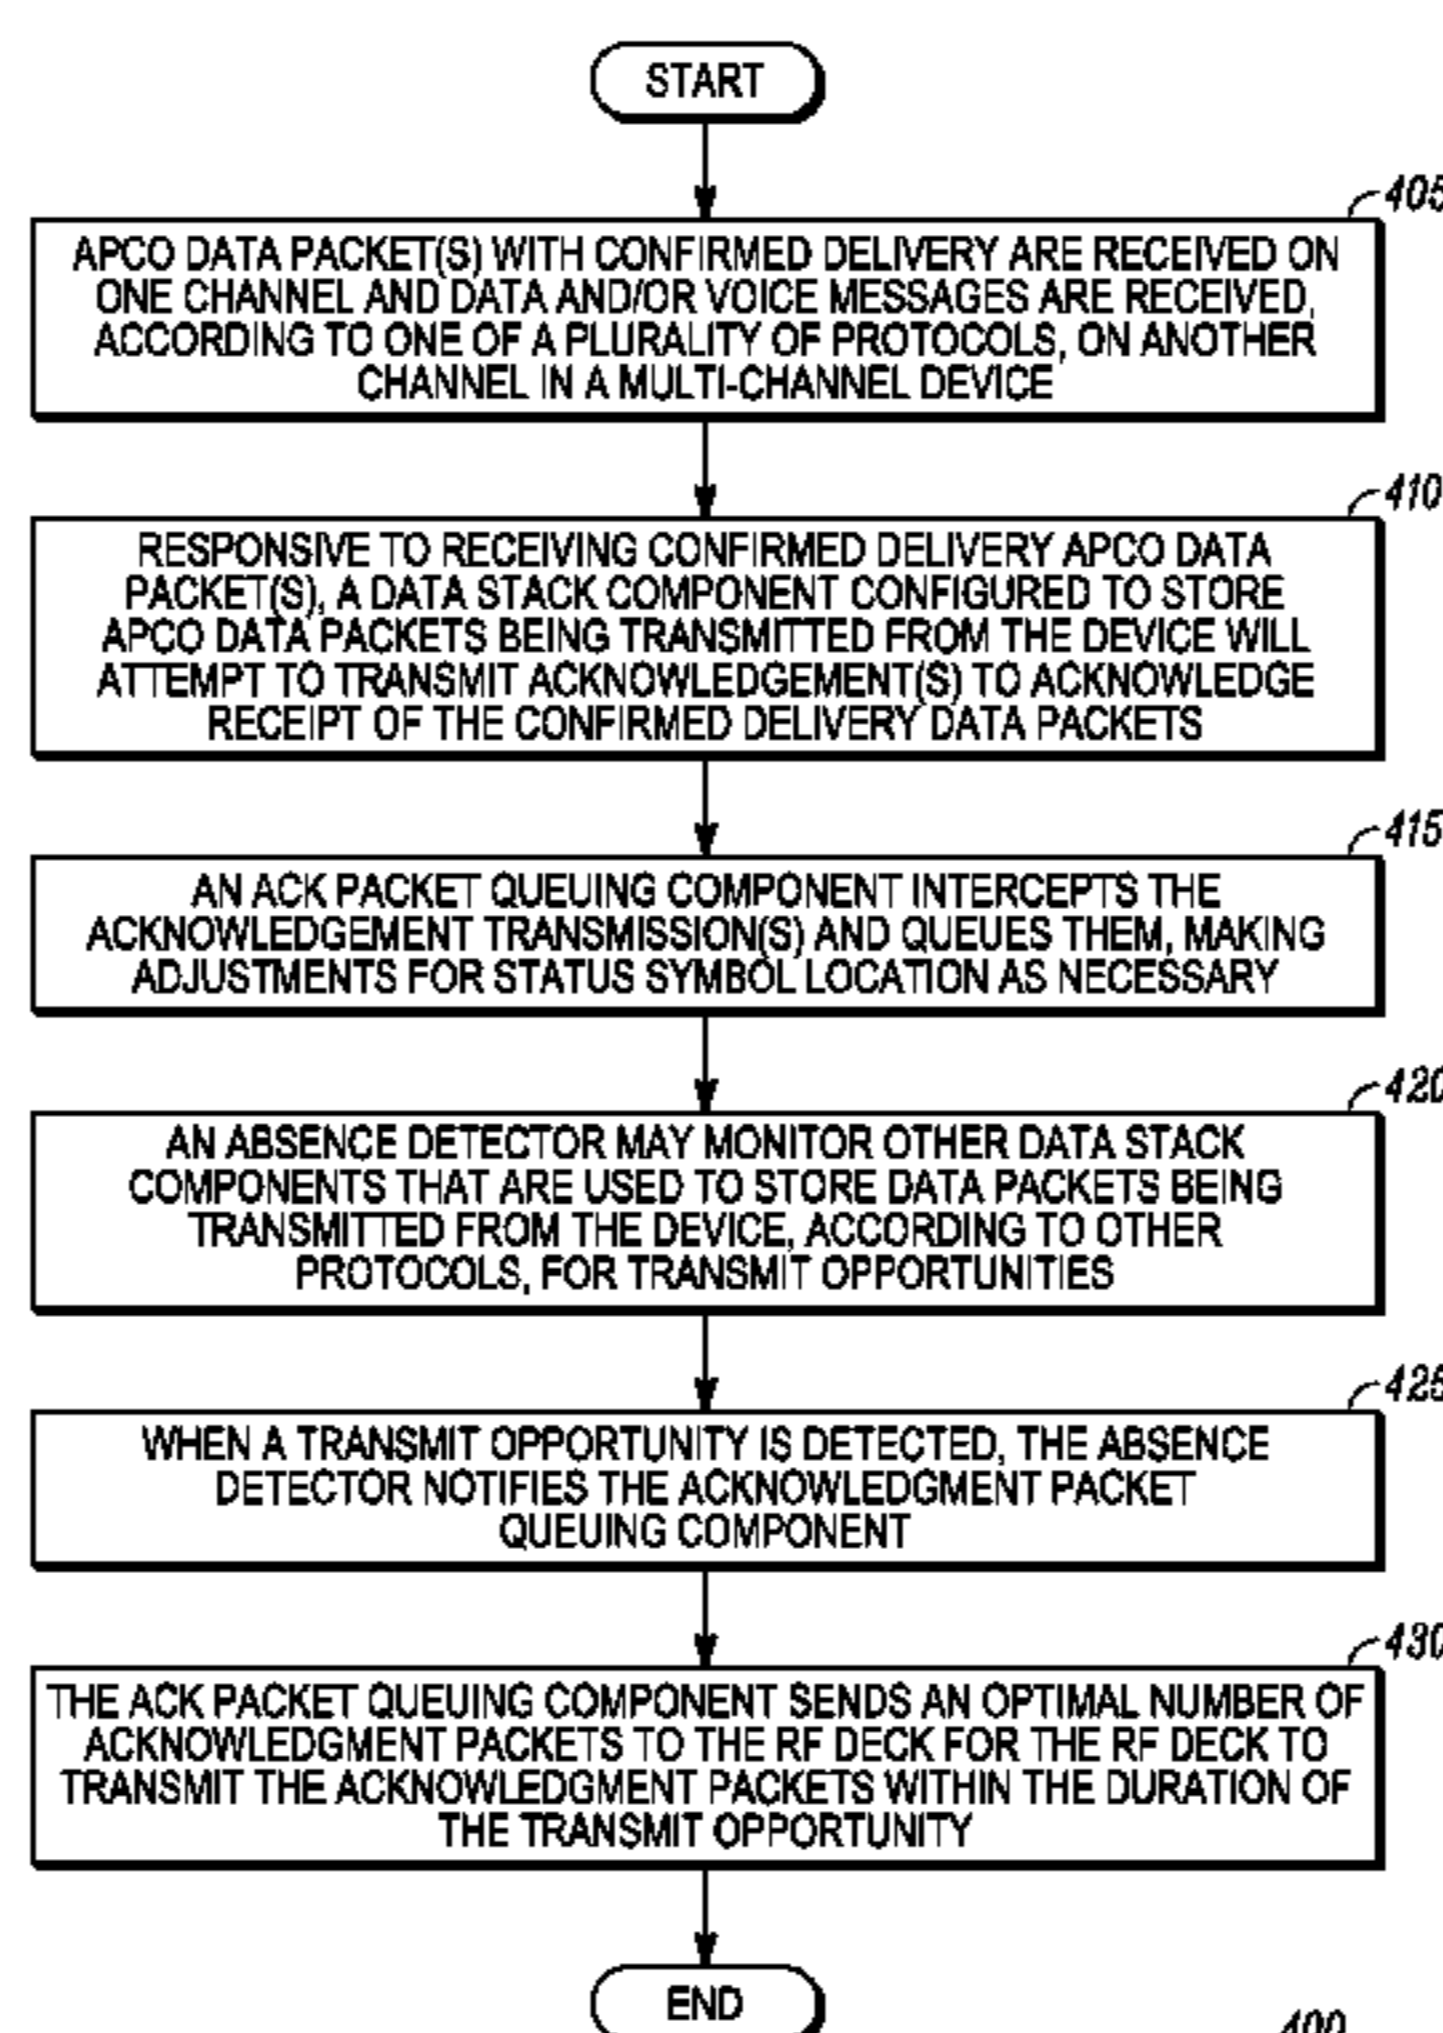 START
405
APCO DATA PACKET(S) WITH CONFIRMED DELIVERY ARE RECEIVED ON
ONE CHANNEL AND DATA AND/OR VOICE MESSAGES ARE RECEIVED,
ACCORDING TO ONE OF A PLURALITY OF PROTOCOLS, ON ANOTHER
CHANNEL IN A MULTI-CHANNEL DEVICE
410
RESPONSIVE TO RECEIVING CONFIRMED DELIVERY APCO DATA
PACKET(S), A DATA STACK COMPONENT CONFIGURED TO STORE
APCO DATA PACKETS BEING TRANSMITTED FROM THE DEVICE WILL
ATTEMPT TO TRANSMIT ACKNOWLEDGEMENT(S) TO ACKNOWLEDGE
RECEIPT OF THE CONFIRMED DELIVERY DATA PACKETS
415
AN ACK PACKET QUEUING COMPONENT INTERCEPTS THE
ACKNOWLEDGEMENT TRANSMISSION(S) AND QUEUES THEM, MAKING
ADJUSTMENTS FOR STATUS SYMBOL LOCATION AS NECESSARY
420
AN ABSENCE DETECTOR MAY MONITOR OTHER DATA STACK
COMPONENTS THAT ARE USED TO STORE DATA PACKETS BEING
TRANSMITTED FROM THE DEVICE, ACCORDING TO OTHER
PROTOCOLS, FOR TRANSMIT OPPORTUNITIES
425
WHEN A TRANSMIT OPPORTUNITY IS DETECTED, THE ABSENCE
DETECTOR NOTIFIES THE ACKNOWLEDGMENT PACKET
QUEUING COMPONENT
430
THE ACK PACKET QUEUING COMPONENT SENDS AN OPTIMAL NUMBER OF
ACKNOWLEDGMENT PACKETS TO THE RF DECK FOR THE RF DECK TO
TRANSMIT THE ACKNOWLEDGMENT PACKETS WITHIN THE DURATION OF
THE TRANSMIT OPPORTUNITY
END
400